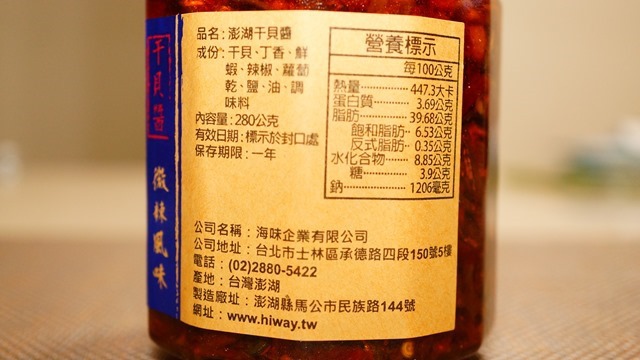 干貝醬
微辣風味
品名: 澎湖干貝醬
成份: 干貝、丁香、鮮
蝦、辣椒、蘿蔔
乾、鹽、油、調
味料
內容量: 280公克
有效日期: 標示於封口處
保存期限: 一年
營養標示
每100公克
熱量 447.3大卡
蛋白質 3.69公克
脂肪 39.68公克
飽和脂肪 6.53公克
反式脂肪 0.35公克
水化合物 8.85公克
糖 3.9公克
鈉 1206毫克
公司名稱: 海味企業有限公司
公司地址: 台北市士林區承德路四段150號5樓
電話: (02)2880-5422
產地: 台灣澎湖
製造廠址: 澎湖縣馬公市民族路144號
網址: www.hiway.tw